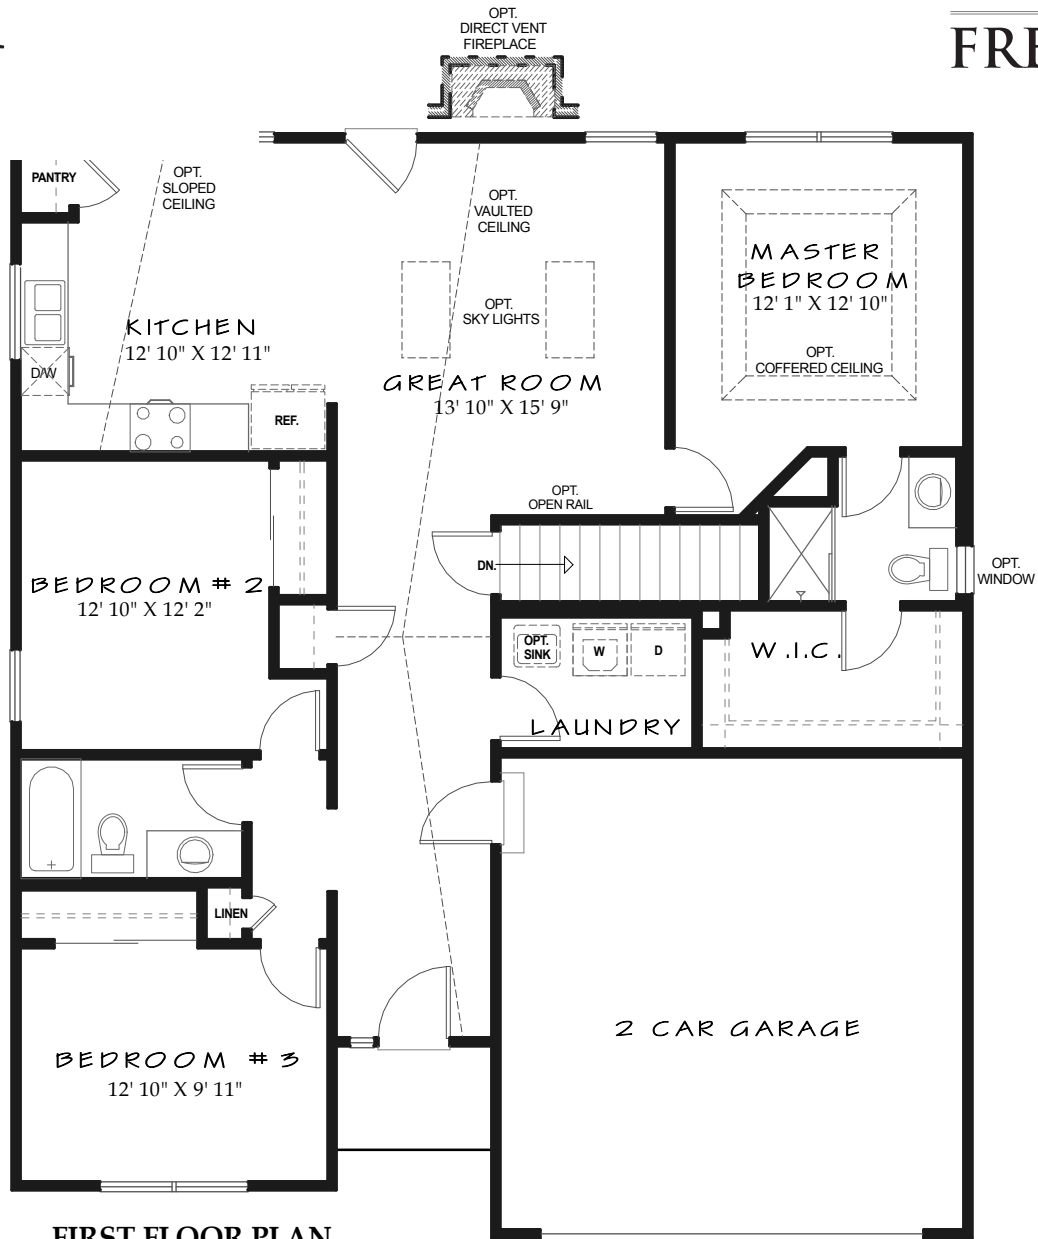 OPT.
DIRECT VENT
FIREPLACE
PANTRY
OPT.
SLOPED
CEILING
OPT.
VAULTED
CEILING
MASTER
BEDROOM
12' 1" X 12' 10"
OPT.
SKY LIGHTS
KITCHEN
12' 10" X 12' 11"
OPT.
COFFERED CEILING
D/W
GREAT ROOM
13' 10" X 15' 9"
REF.
OPT.
OPEN RAIL
DN.
OPT.
WINDOW
BEDROOM # 2
12' 10" X 12' 2"
OPT.
SINK
W
D
W.I.C.
LAUNDRY
LINEN
2 CAR GARAGE
BEDROOM # 3
12' 10" X 9' 11"
FIRST FLOOR PLAN